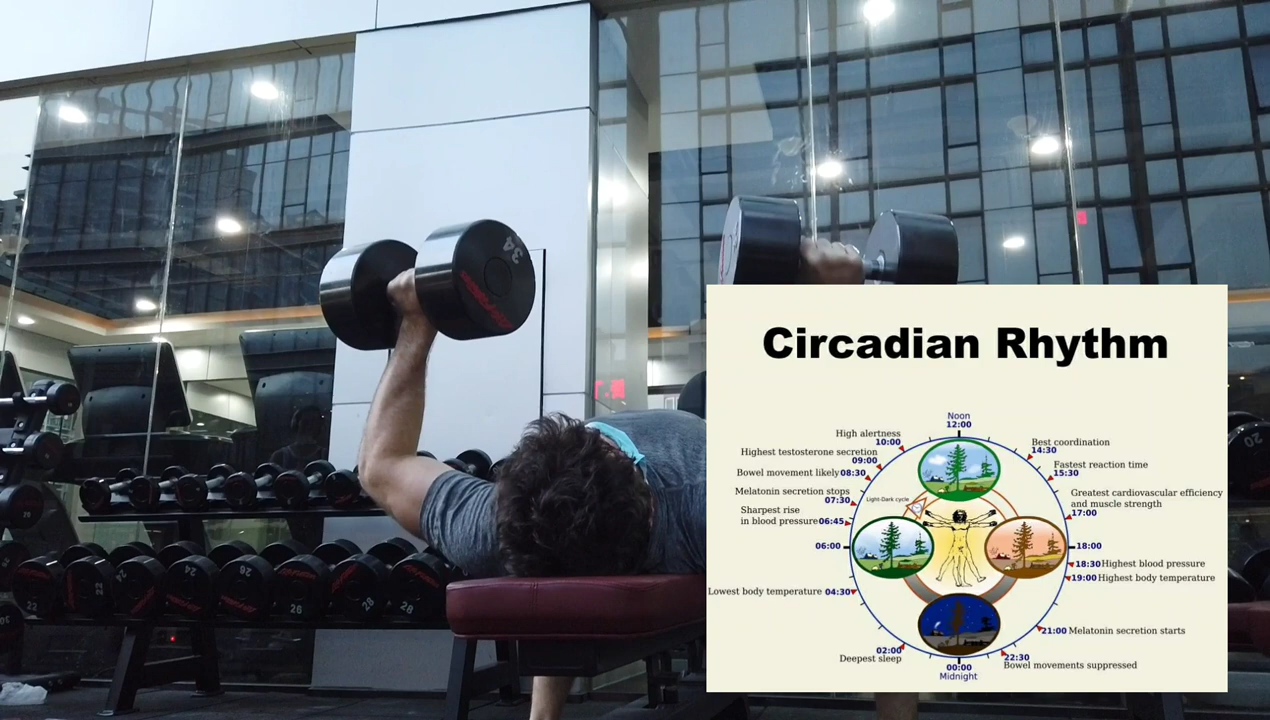 34
Circadian Rhythm
Noon
12:00
High alertness
10:00
Highest testosterone secretion
09:00
Bowel movement likely 08:30
Melatonin secretion stops
07:30
Sharpest rise
in blood pressure 06:45
06:00
Lowest body temperature 04:30
02:00
Deepest sleep
00:00
Midnight
Best coordination
14:30
Fastest reaction time
15:30
Greatest cardiovascular efficiency
and muscle strength
17:00
18:00
18:30 Highest blood pressure
19:00 Highest body temperature
21:00 Melatonin secretion starts
22:30
Bowel movements suppressed
Light-Dark cycle
22
22
24
24
26
26
28
28
20